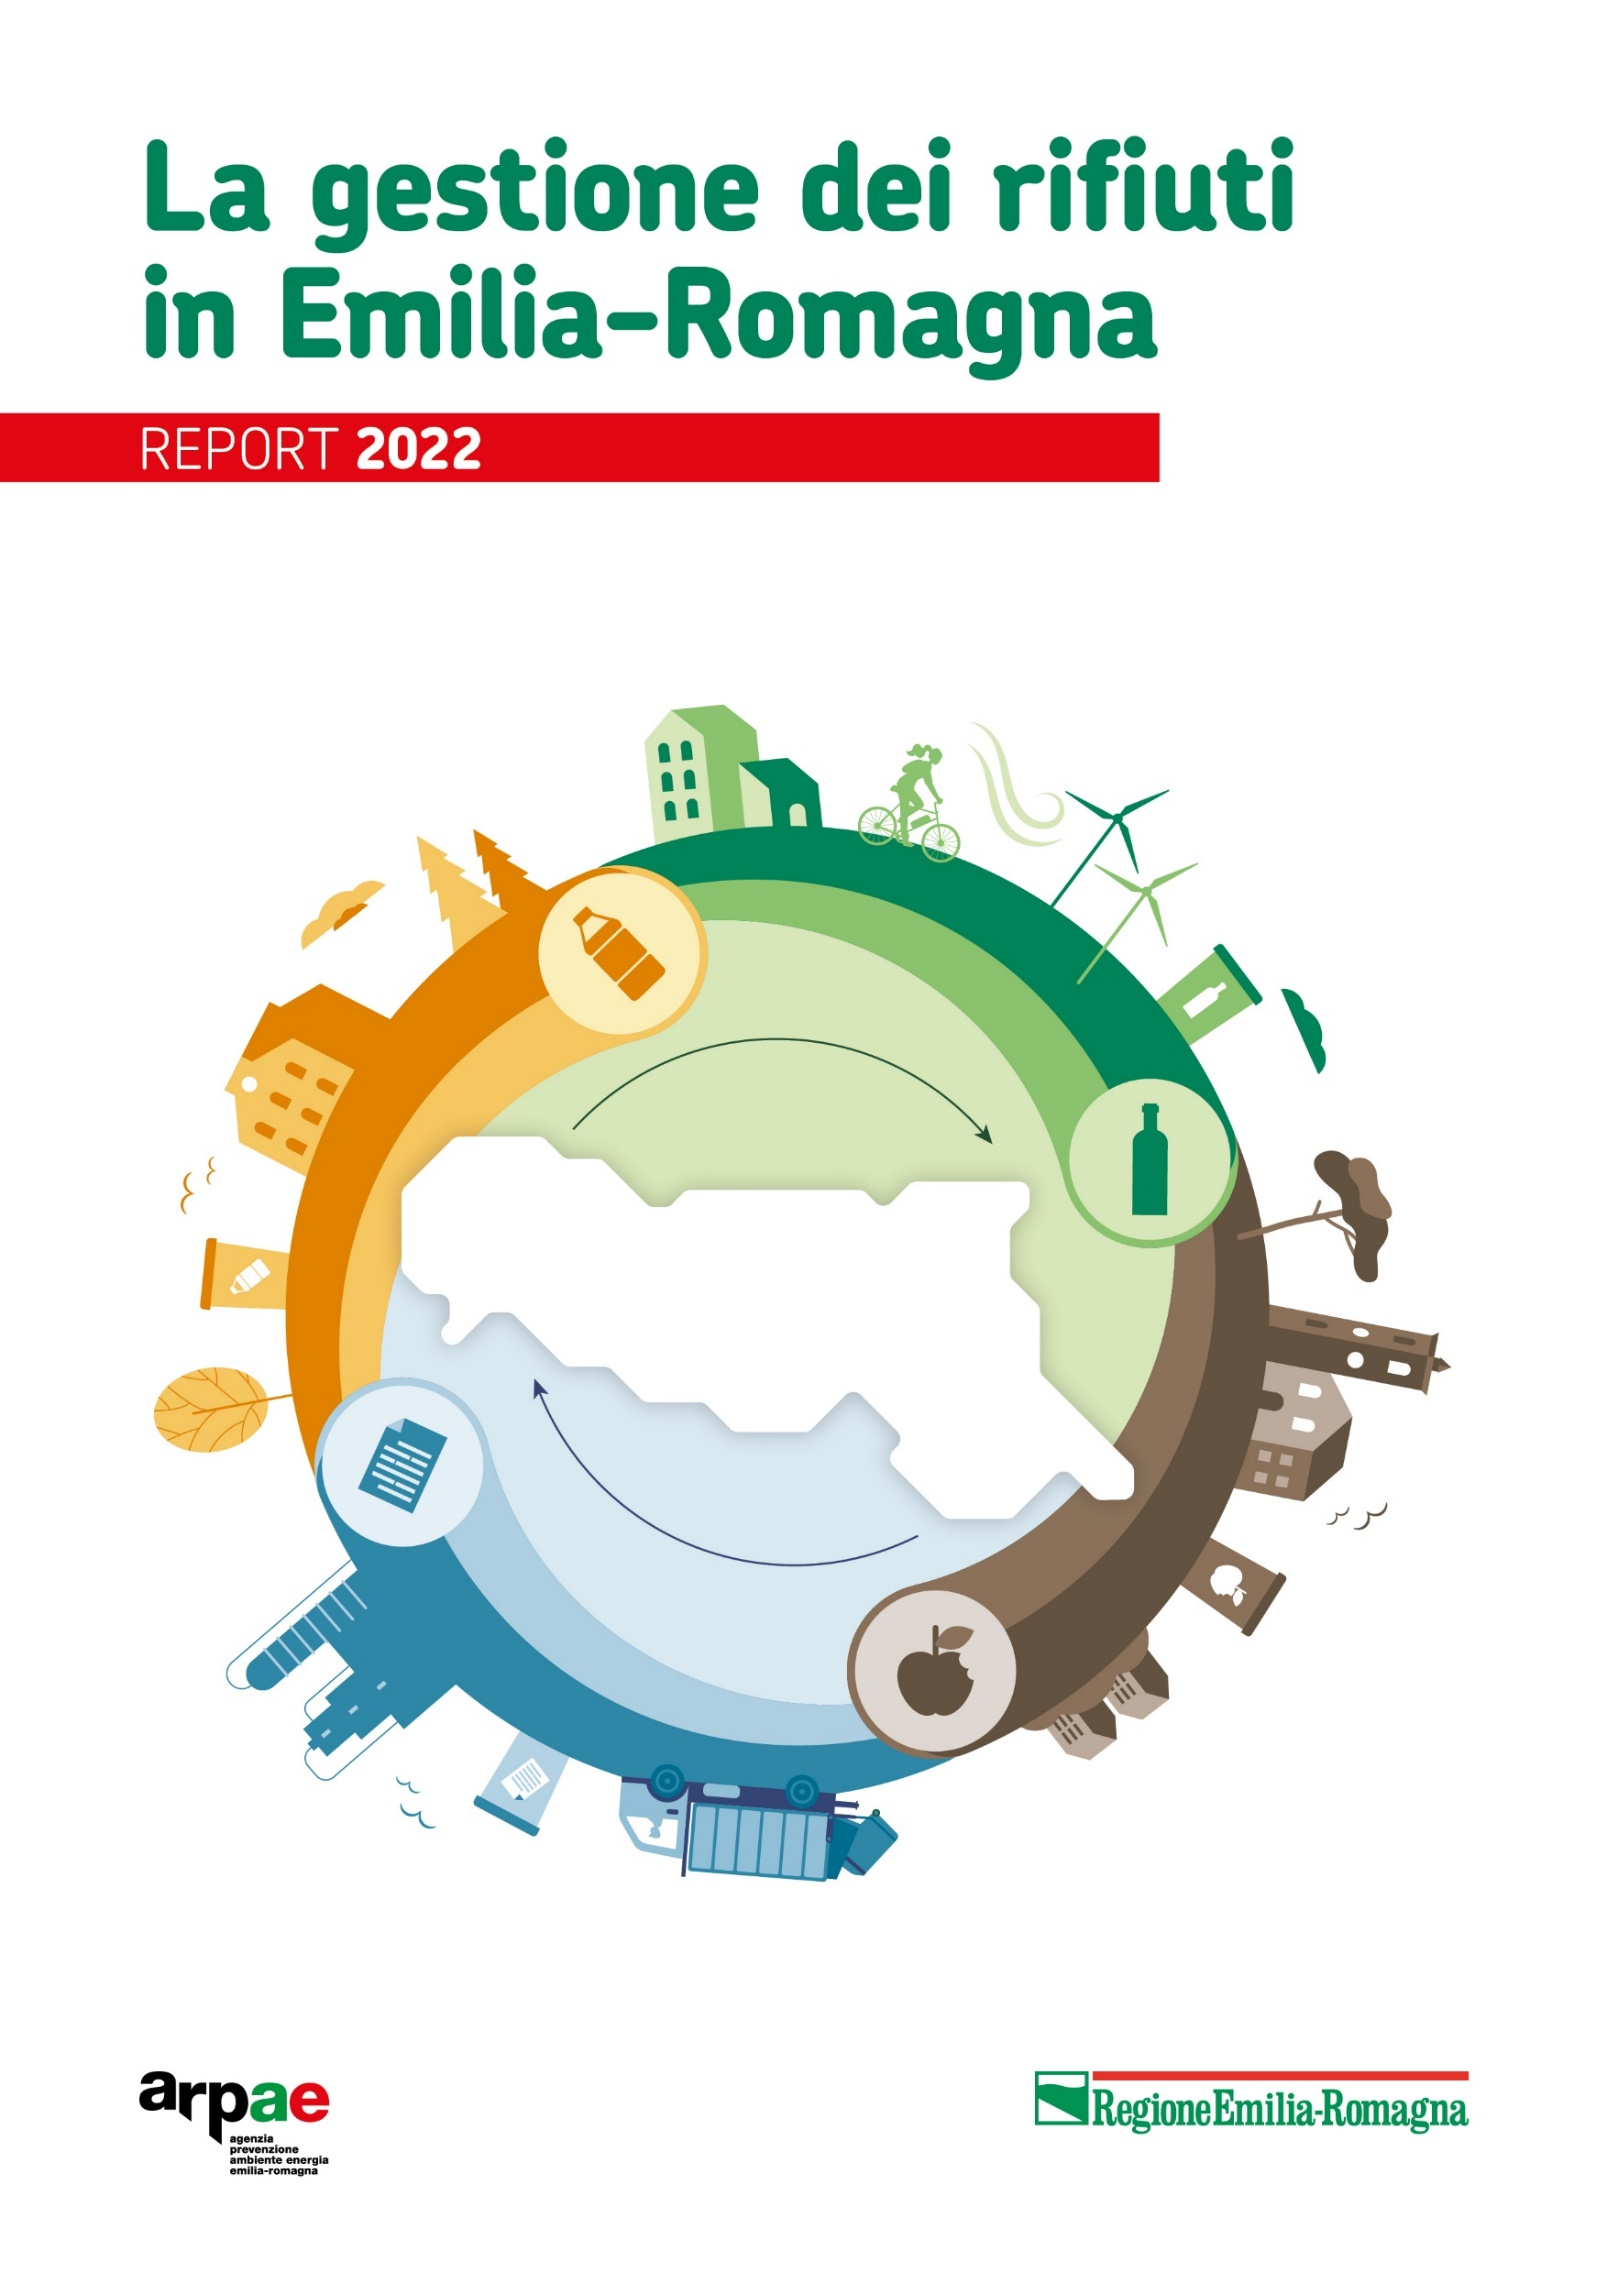 La gestione dei rifiuti
in Emilia-Romagna
REPORT 2022
arpae
agenzia
prevenzione
ambiente energia
emilia-romagna
RegioneEmilia-Romagna